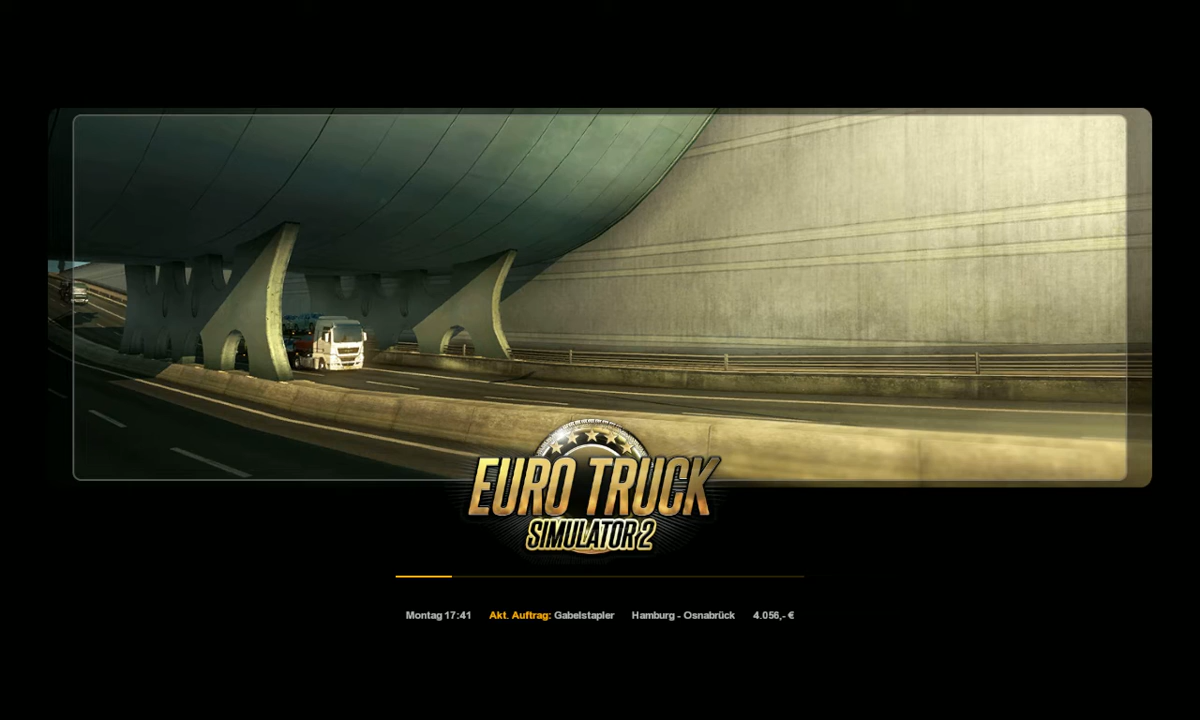 EURO TRUCK
SIMULATOR 2
Montag 17:41 Akt. Auftrag: Gabelstapler Hamburg - Osnabrück 4.056,- €